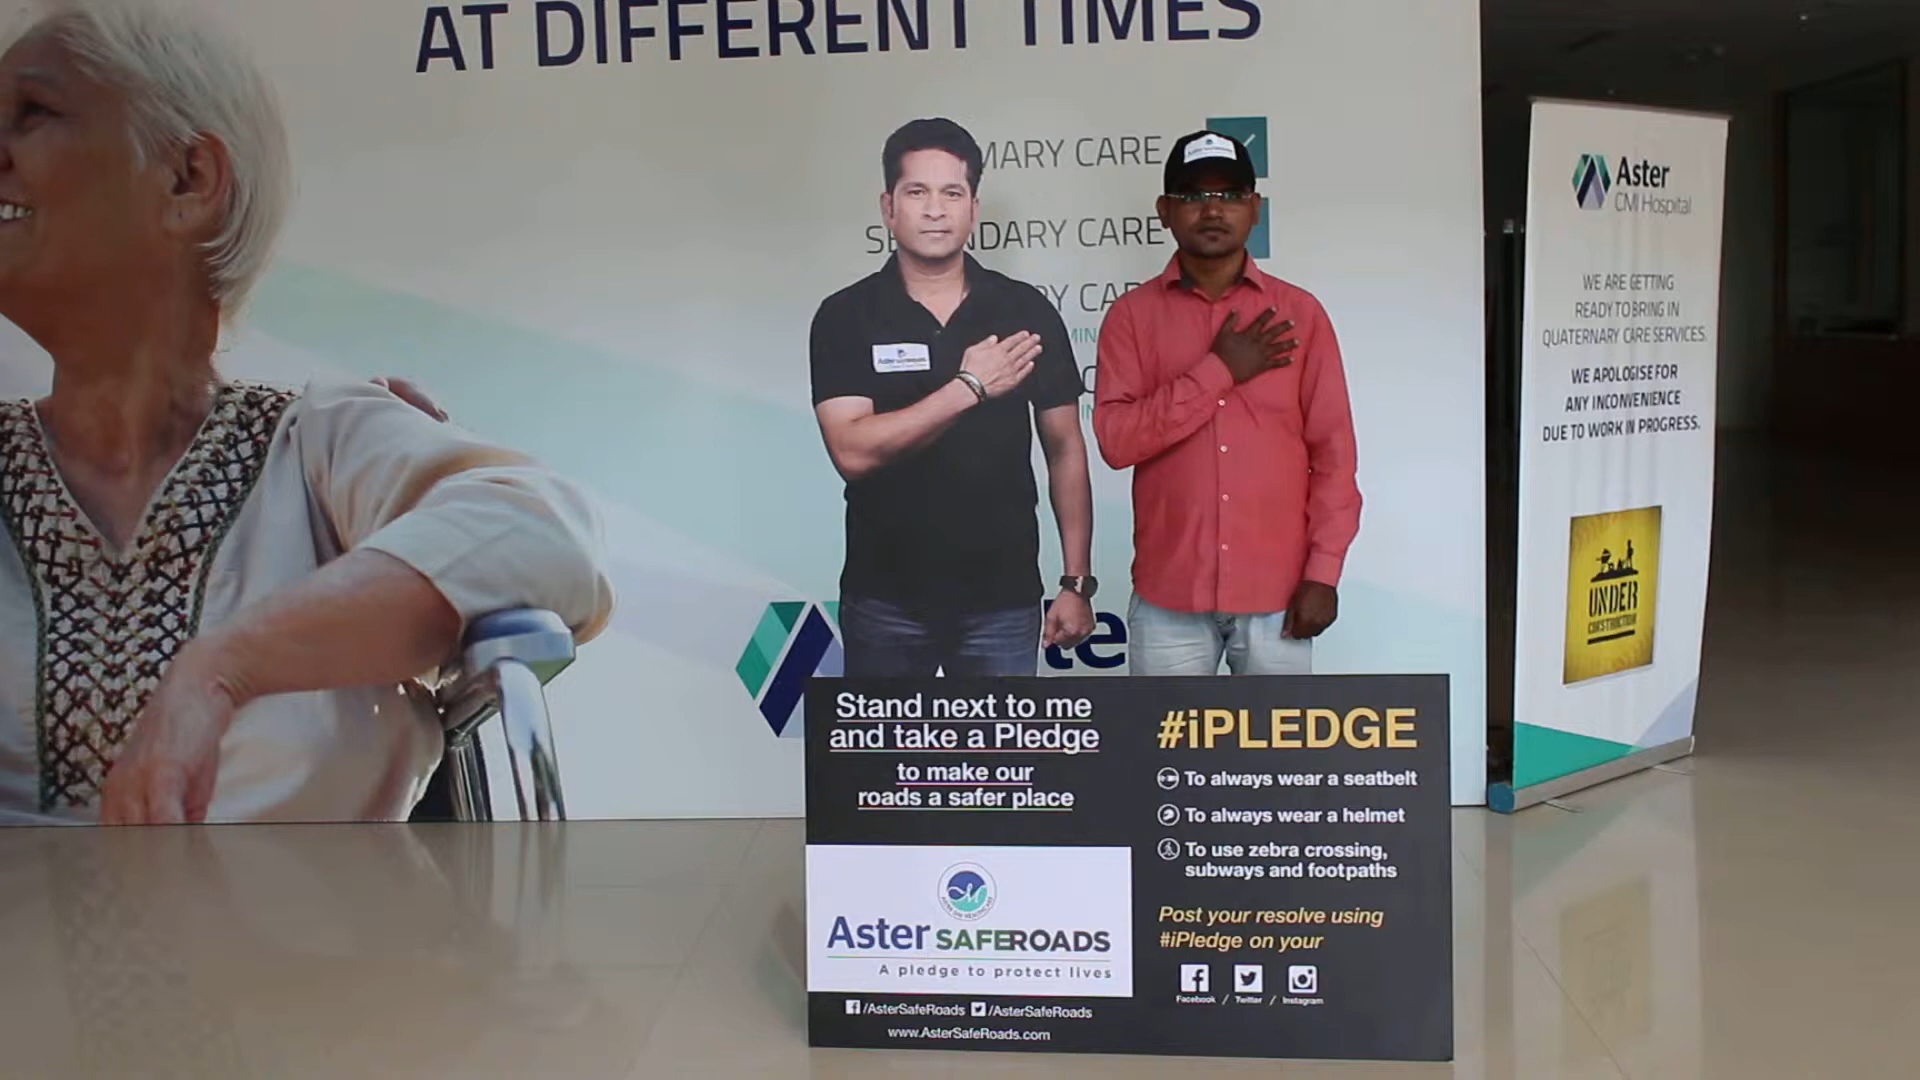 AT DIFFERENT TIMES
MARY CARE
NDARY CARE
Aster
CMI Hospital
WE ARE GETTING
READY TO BRING IN
QUATERNARY CARE SERVICES.
WE APOLOGISE FOR
ANY INCONVENIENCE
DUE TO WORK IN PROGRESS.
UNDER
CONSTRUCTION
Stand next to me
and take a Pledge
to make our
roads a safer place
Aster SAFEROADS
A pledge to protect lives
/AsterSafeRoads /AsterSafeRoads
www.AsterSafeRoads.com
#iPLEDGE
To always wear a seatbelt
To always wear a helmet
To use zebra crossing,
subways and footpaths
Post your resolve using
#iPledge on your
Facebook / Twitter / Instagram